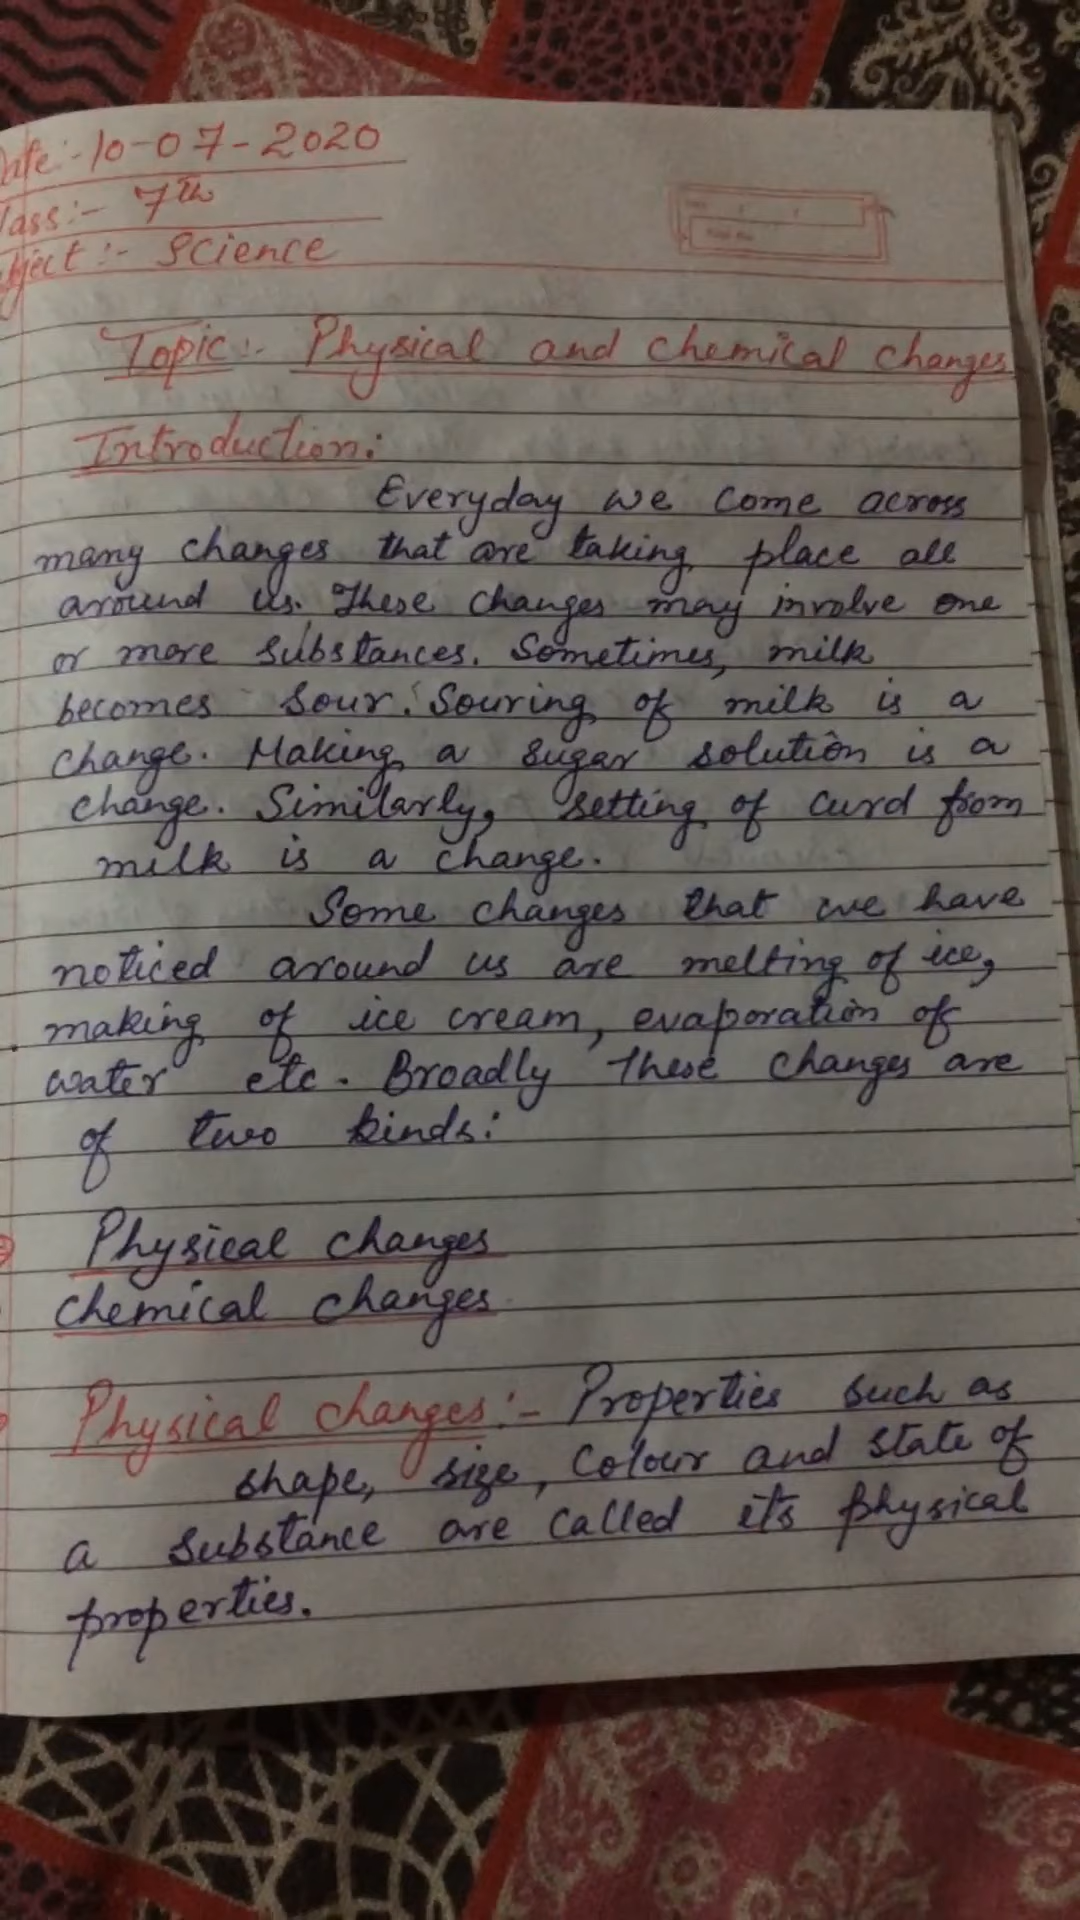 Date:-10-07-2020
Class:- 7th
Subject:- Science
Topic:- Physical and chemical changes
Introduction:
Everyday we come across
many changes that are taking place all
around us. These changes may involve one
or more substances. Sometimes, milk
becomes sour. Souring of milk is a
change. Making a sugar solution is a
change. Similarly, setting of curd from
milk is a change.
Some changes that we have
noticed around us are melting of ice,
making of ice cream, evaporation of
water etc. Broadly these changes are
of two kinds:
Physical changes
chemical changes
Physical changes:- Properties such as
shape, size, colour and state of
a substance are called its physical
properties.